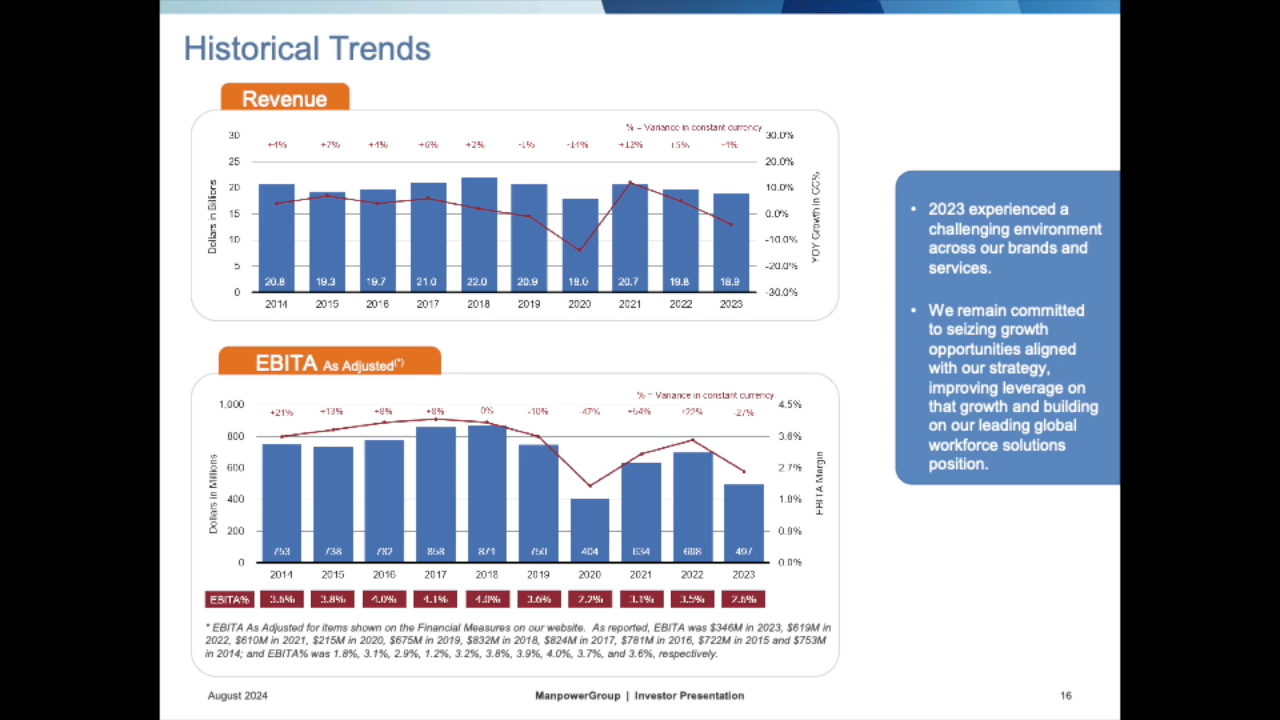 Historical Trends
Revenue
% = Variance in constant currency
30 30.0%
+4% +7% +4% +6% +2% -1% -14% +12% +5% -4%
25 20.0%
20 10.0%
15 0.0%
10 -10.0%
5 -20.0%
0 -30.0%
Dollars in Billions
YOY Growth in CC%
20.8 19.3 19.7 21.0 22.0 20.9 18.0 20.7 19.8 18.9
2014 2015 2016 2017 2018 2019 2020 2021 2022 2023
EBITA As Adjusted(*)
% = Variance in constant currency
1,000 4.5%
+21% +13% +8% +8% 0% -10% -47% +54% +22% -27%
800 3.6%
600 2.7%
400 1.8%
200 0.9%
0 0.0%
Dollars in Millions
EBITA Margin
753 738 782 858 871 750 404 634 698 497
2014 2015 2016 2017 2018 2019 2020 2021 2022 2023
EBITA% 3.6% 3.8% 4.0% 4.1% 4.0% 3.6% 2.2% 3.1% 3.5% 2.6%
* EBITA As Adjusted for items shown on the Financial Measures on our website. As reported, EBITA was $346M in 2023, $619M in
2022, $610M in 2021, $215M in 2020, $675M in 2019, $832M in 2018, $824M in 2017, $781M in 2016, $722M in 2015 and $753M
in 2014; and EBITA% was 1.8%, 3.1%, 2.9%, 1.2%, 3.2%, 3.8%, 3.9%, 4.0%, 3.7%, and 3.6%, respectively.
• 2023 experienced a
challenging environment
across our brands and
services.
• We remain committed
to seizing growth
opportunities aligned
with our strategy,
improving leverage on
that growth and building
on our leading global
workforce solutions
position.
August 2024
ManpowerGroup | Investor Presentation
16